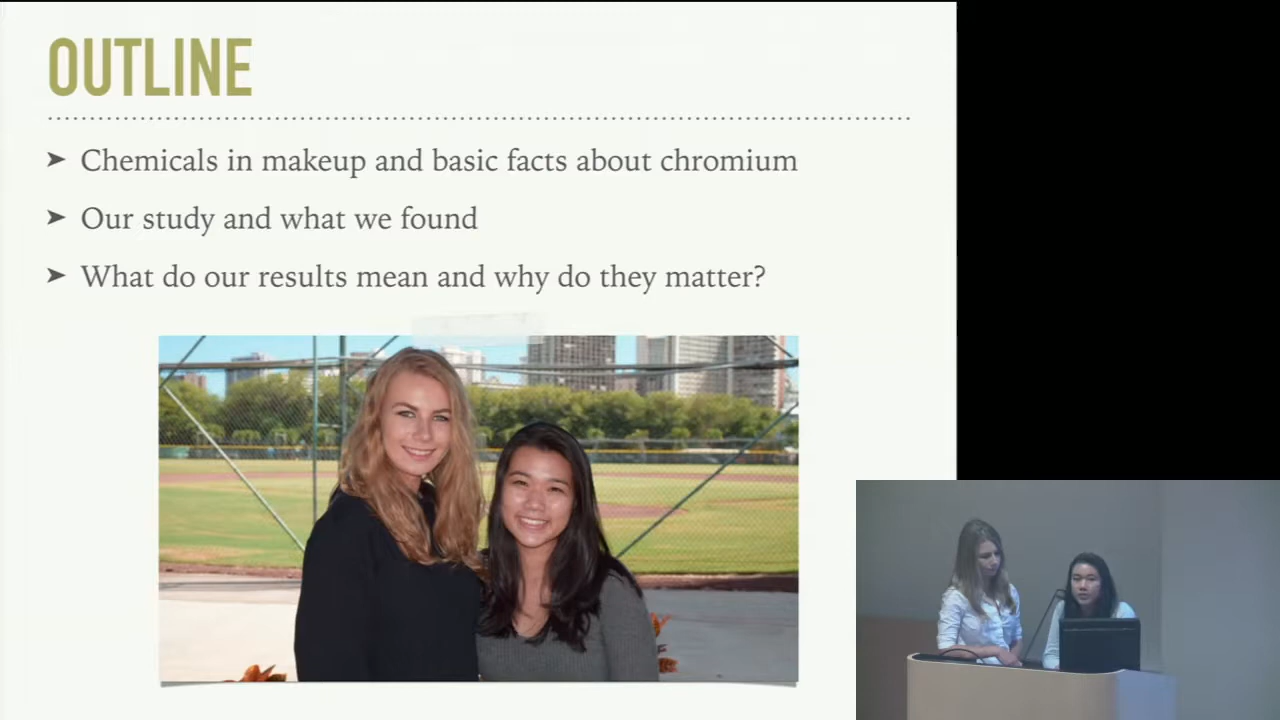 OUTLINE
➤ Chemicals in makeup and basic facts about chromium
➤ Our study and what we found
➤ What do our results mean and why do they matter?